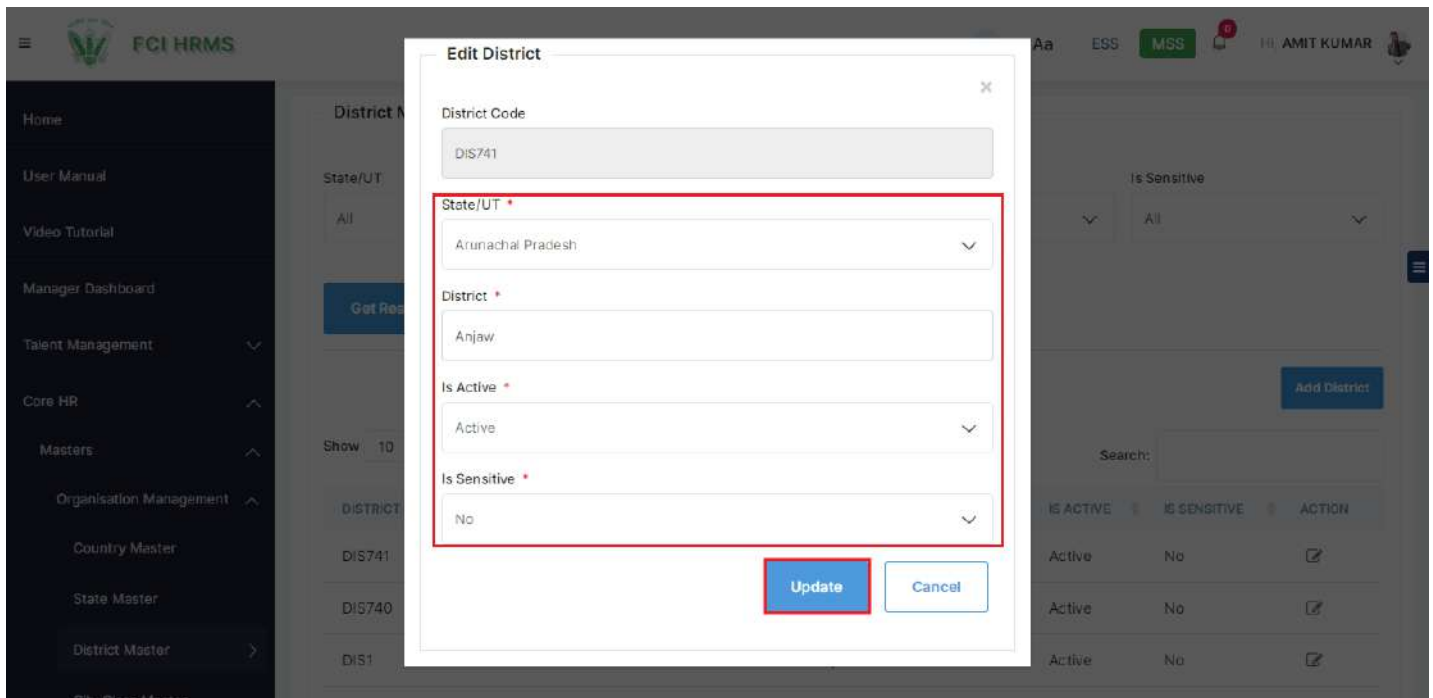 FCI HRMS
Aa ESS MSS 0 Hi, AMIT KUMAR
Home
User Manual
Video Tutorial
Manager Dashboard
Talent Management
Core HR
Masters
Organisation Management
Country Master
State Master
District Master
District
State/UT
All
Is Sensitive
All
Get
Add District
Show 10
Search:
DISTRICT IS ACTIVE IS SENSITIVE ACTION
DIS741 Active No
DIS740 Active No
DIS1 Active No
Edit District
×
District Code
DIS741
State/UT *
Arunachal Pradesh
District *
Anjaw
Is Active *
Active
Is Sensitive *
No
Update Cancel